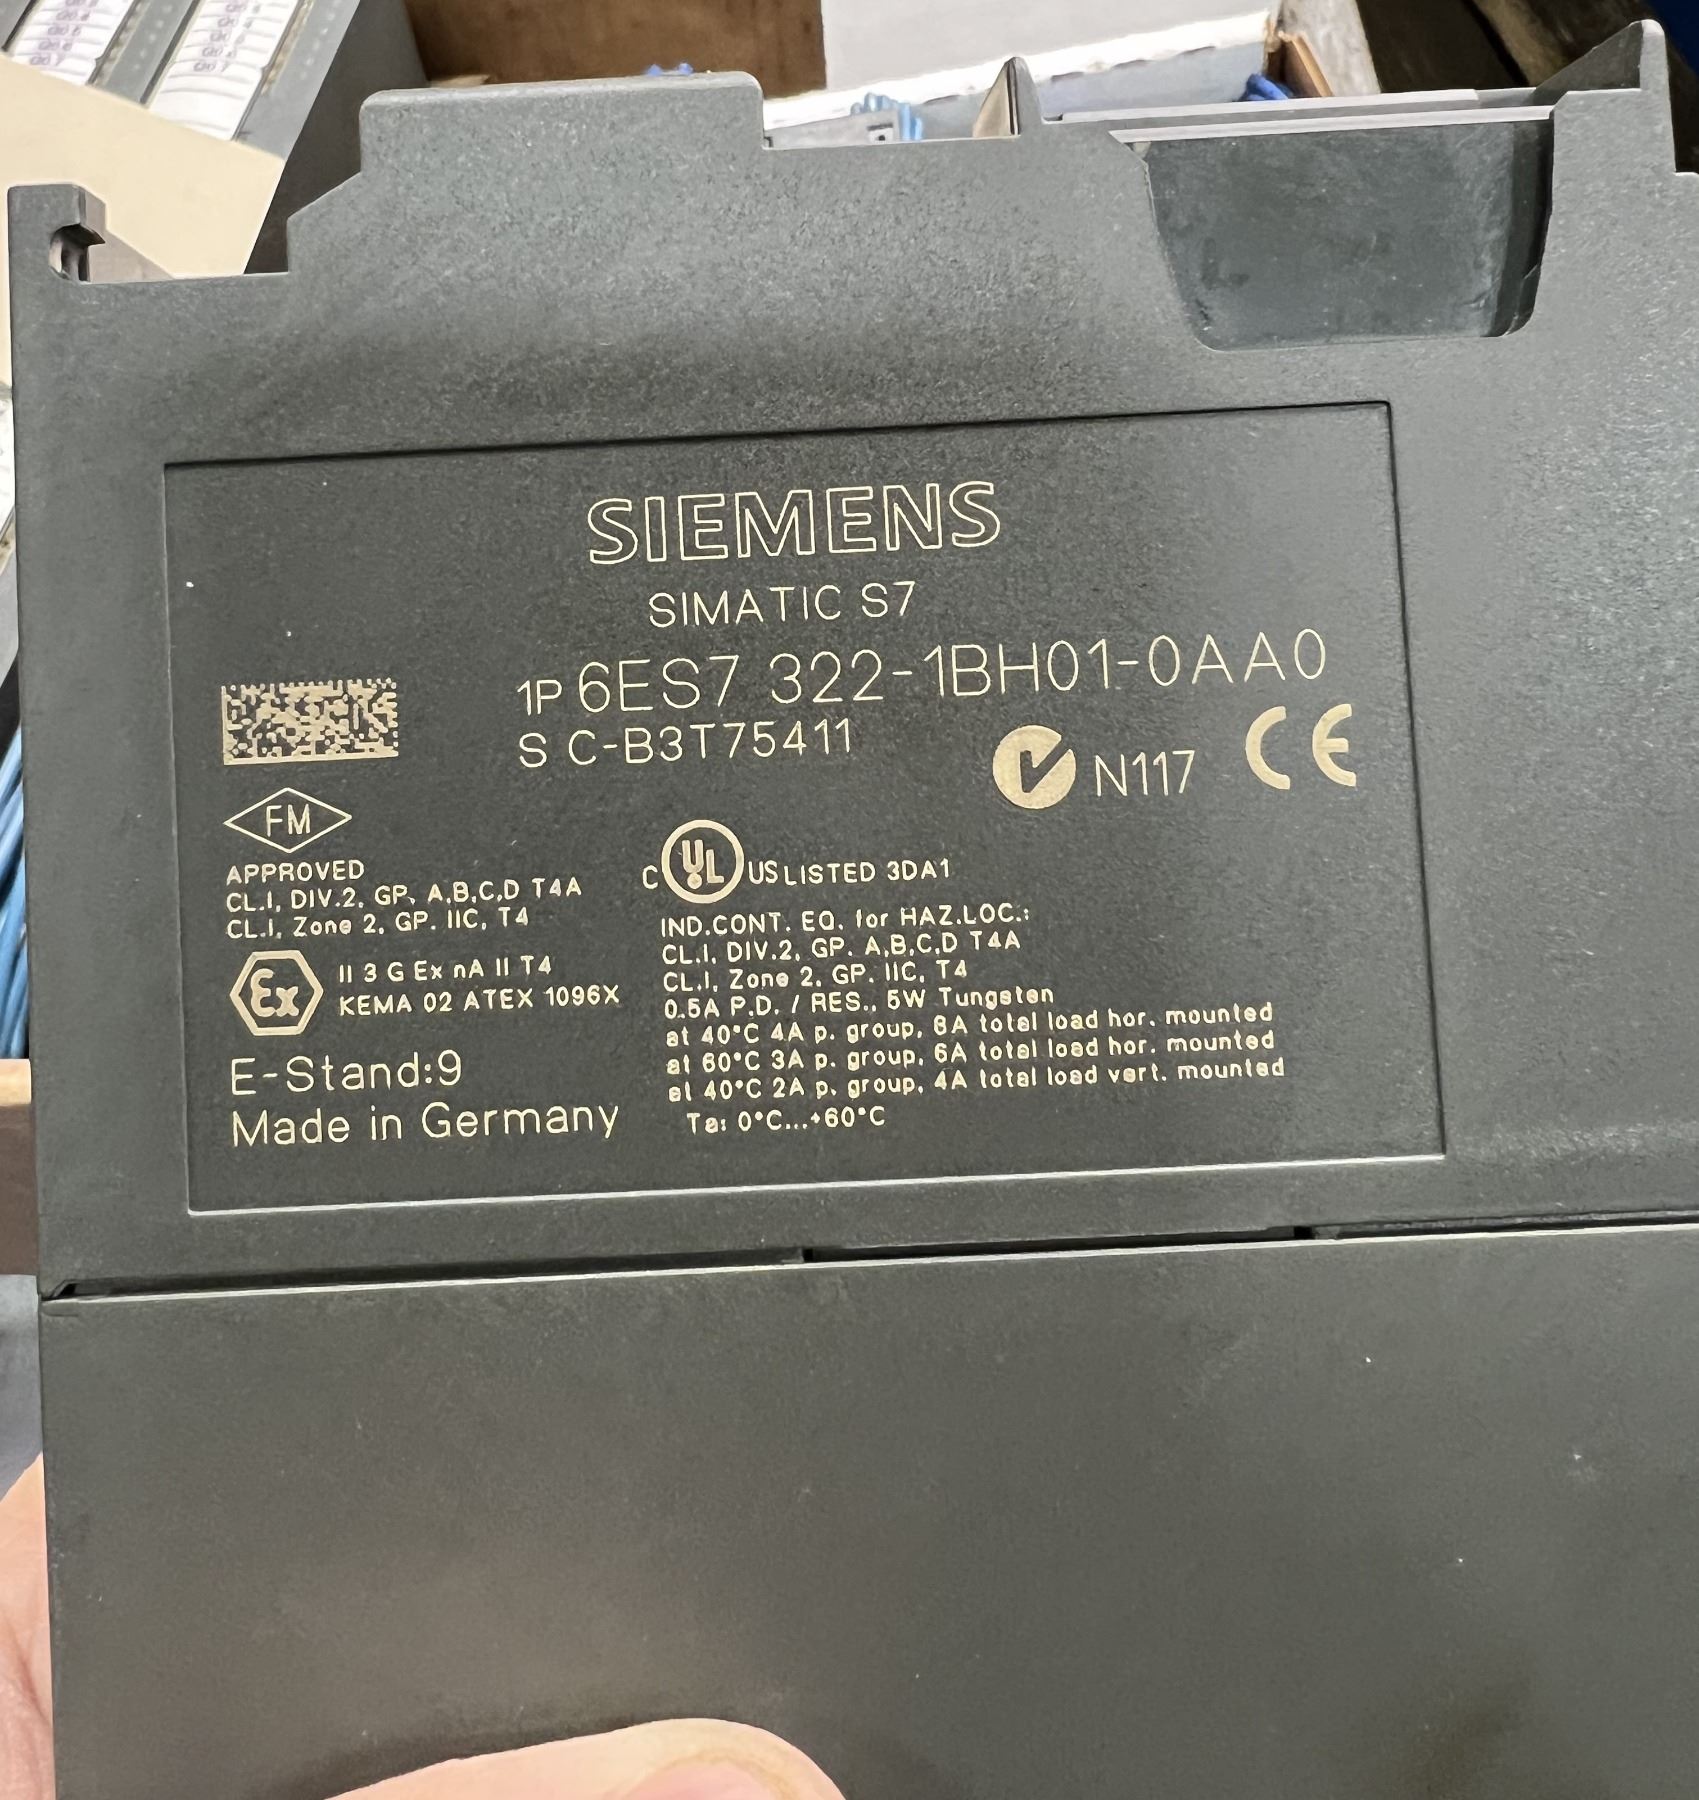 SIEMENS
SIMATIC S7
1P 6ES7 322-1BH01-0AA0
S C-B3T75411
N117 CE
FM
APPROVED
CL.I, DIV.2, GP. A,B,C,D T4A
CL.I, Zone 2, GP. IIC, T4
Ex
II 3 G Ex nA II T4
KEMA 02 ATEX 1096X
E-Stand:9
Made in Germany
C UL US LISTED 3DA1
IND.CONT. EQ. for HAZ.LOC.:
CL.I, DIV.2, GP. A,B,C,D T4A
CL.I, Zone 2, GP. IIC, T4
0.5A P.D. / RES., 5W Tungsten
at 40°C 4A p. group, 8A total load hor. mounted
at 60°C 3A p. group, 6A total load hor. mounted
at 40°C 2A p. group, 4A total load vert. mounted
Ta: 0°C...+60°C